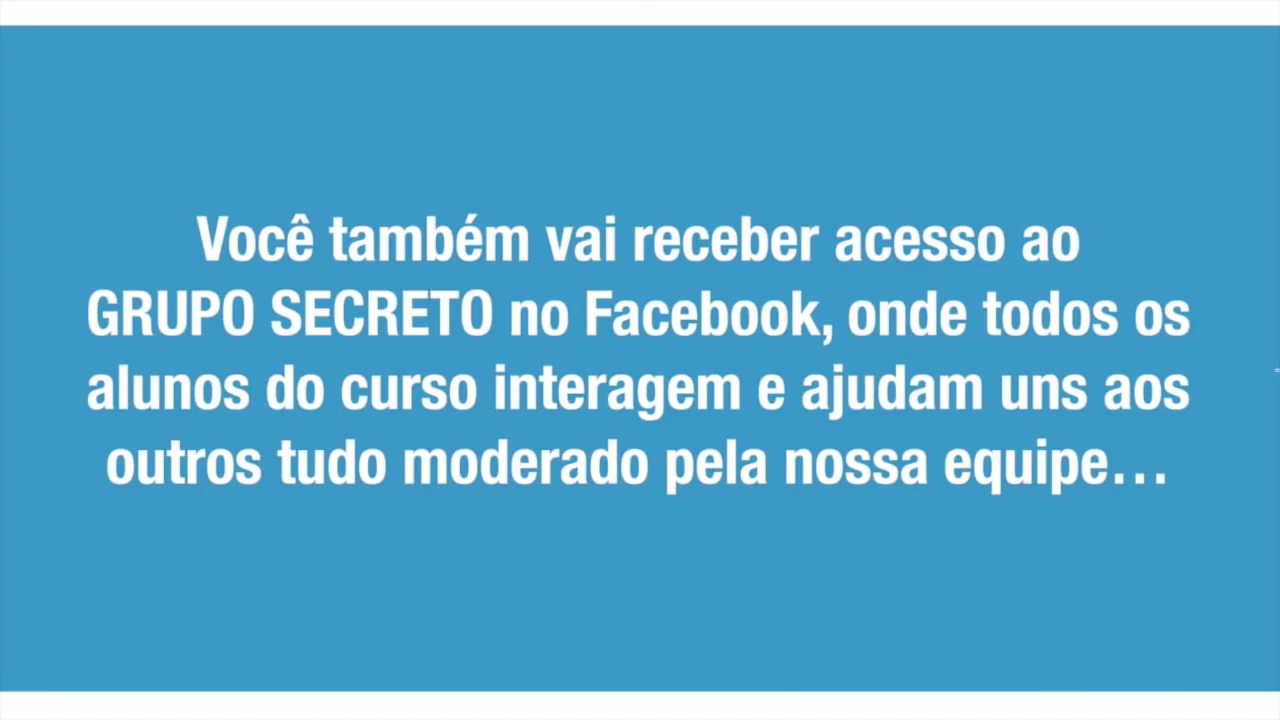 Você também vai receber acesso ao
GRUPO SECRETO no Facebook, onde todos os
alunos do curso interagem e ajudam uns aos
outros tudo moderado pela nossa equipe…